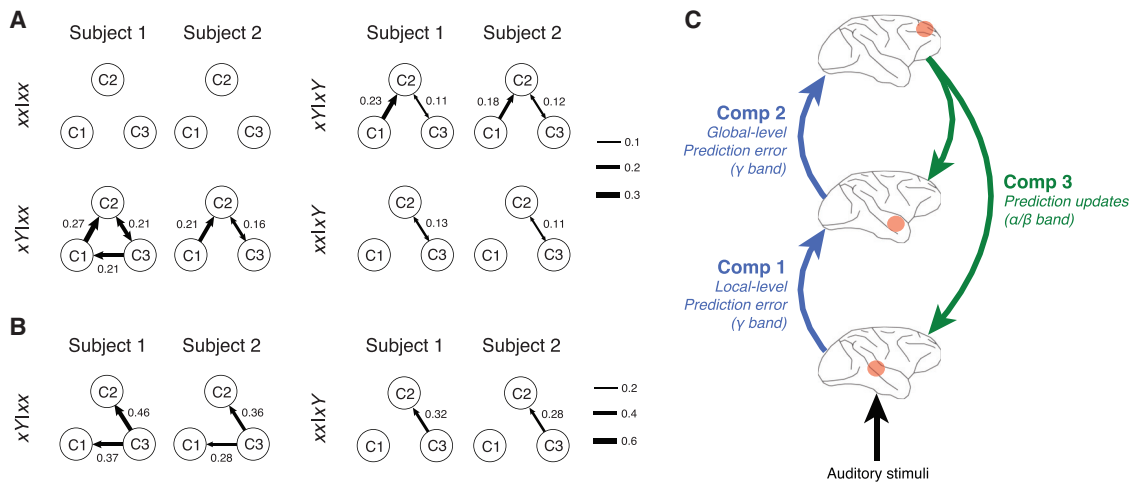 A
Subject 1
Subject 2
Subject 1
Subject 2
xx|xx
C2
C1
C3
C2
C1
C3
xY|xY
C2
0.23
0.11
C1
C3
C2
0.18
0.12
C1
C3
xY|xx
C2
0.27
0.21
C1
C3
0.21
C2
0.21
0.16
C1
C3
xx|xY
C2
0.13
C1
C3
C2
0.11
C1
C3
0.1
0.2
0.3
B
Subject 1
Subject 2
Subject 1
Subject 2
xY|xx
C2
0.46
C1
C3
0.37
C2
0.36
C1
C3
0.28
xx|xY
C2
0.32
C1
C3
C2
0.28
C1
C3
0.2
0.4
0.6
C
Comp 2
Global-level
Prediction error
(γ band)
Comp 3
Prediction updates
(α/β band)
Comp 1
Local-level
Prediction error
(γ band)
Auditory stimuli